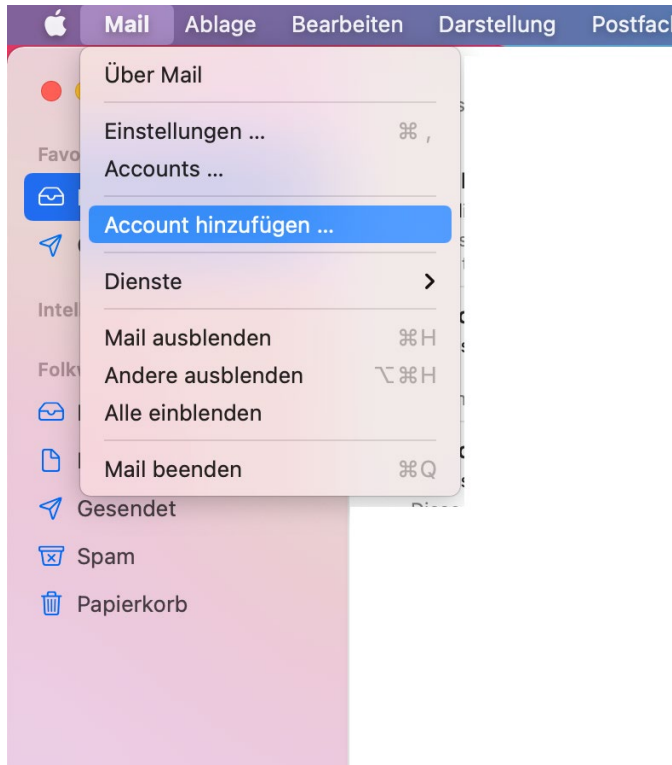 Mail Ablage Bearbeiten Darstellung
Über Mail
Einstellungen ... ⌘ ,
Accounts ...
Account hinzufügen ...
Dienste
Mail ausblenden ⌘H
Andere ausblenden ⌥⌘H
Alle einblenden
Mail beenden ⌘Q
Gesendet
Spam
Papierkorb